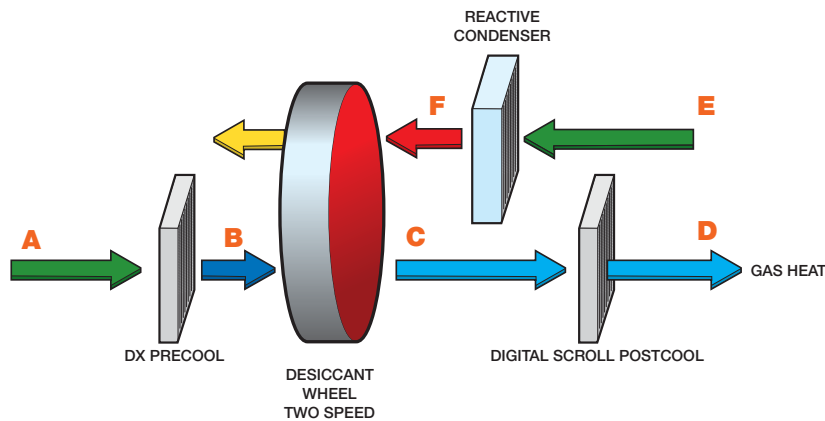 REACTIVE
CONDENSER
F
E
A
B
C
D
GAS HEAT
DX PRECOOL
DIGITAL SCROLL POSTCOOL
DESICCANT
WHEEL
TWO SPEED